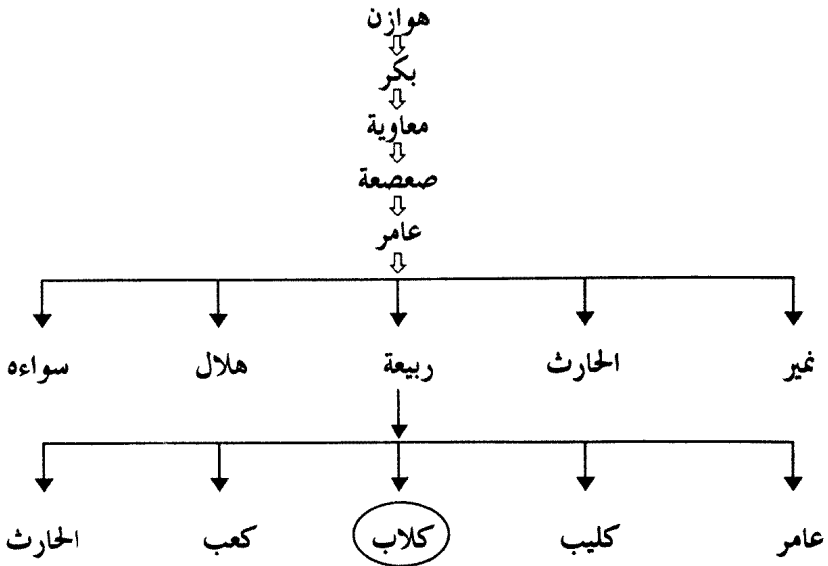 هوازن
بكر
معاوية
صعصعة
عامر
نمير الحارث ربيعة هلال سواءه
عامر كليب كلاب كعب الحارث